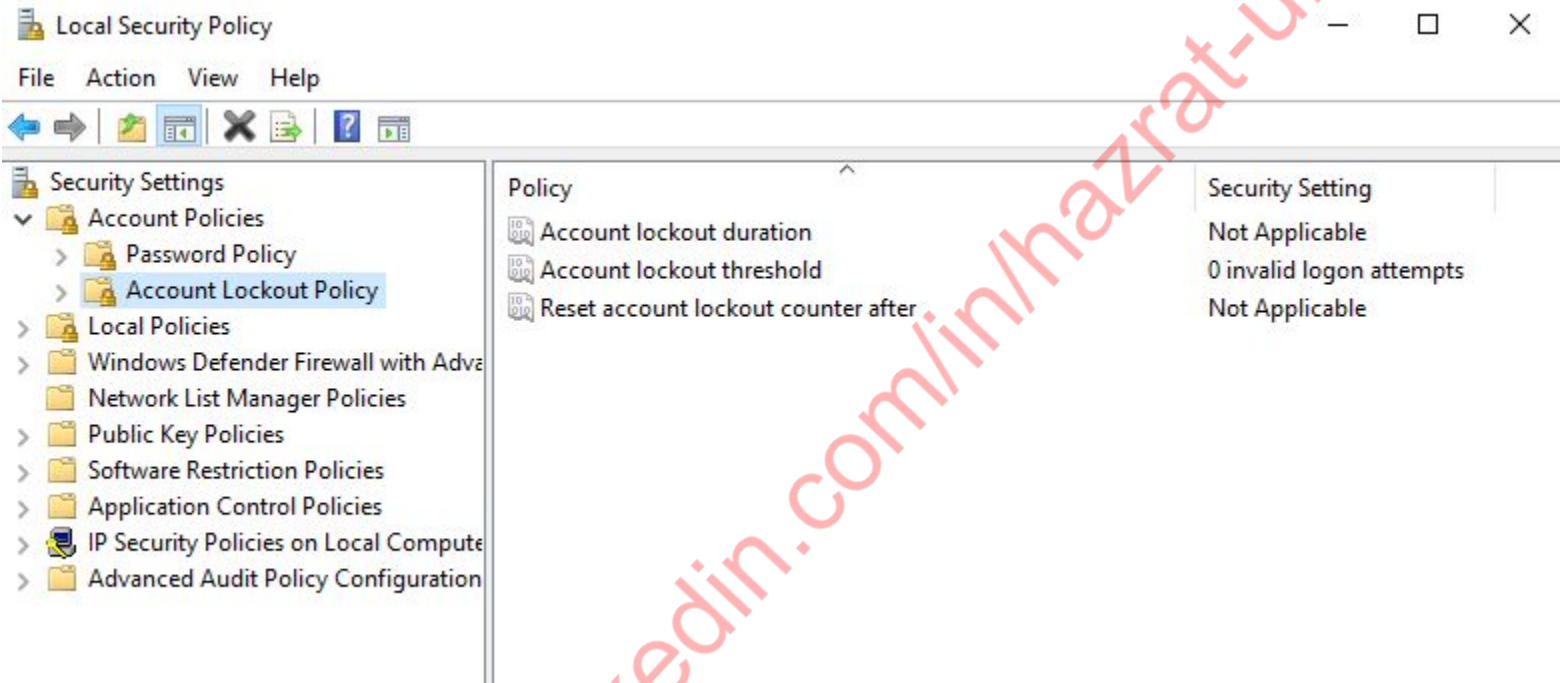 Local Security Policy
File Action View Help
Security Settings
Account Policies
Password Policy
Account Lockout Policy
Local Policies
Windows Defender Firewall with Adva
Network List Manager Policies
Public Key Policies
Software Restriction Policies
Application Control Policies
IP Security Policies on Local Compute
Advanced Audit Policy Configuration
Policy Security Setting
Account lockout duration Not Applicable
Account lockout threshold 0 invalid logon attempts
Reset account lockout counter after Not Applicable
edin.com/in/hazrat-u